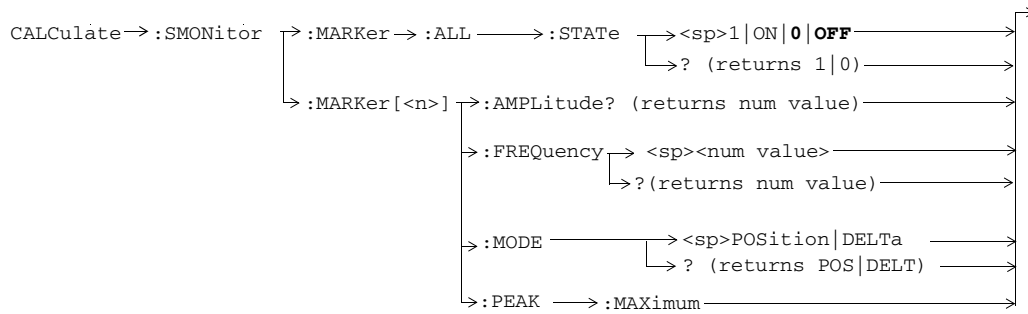 CALCulate :SMONitor :MARKer :ALL :STATe <sp>1|ON|0|OFF
? (returns 1|0)
:MARKer[<n>] :AMPLitude? (returns num value)
:FREQuency <sp><num value>
?(returns num value)
:MODE <sp>POSition|DELTa
? (returns POS|DELT)
:PEAK :MAXimum